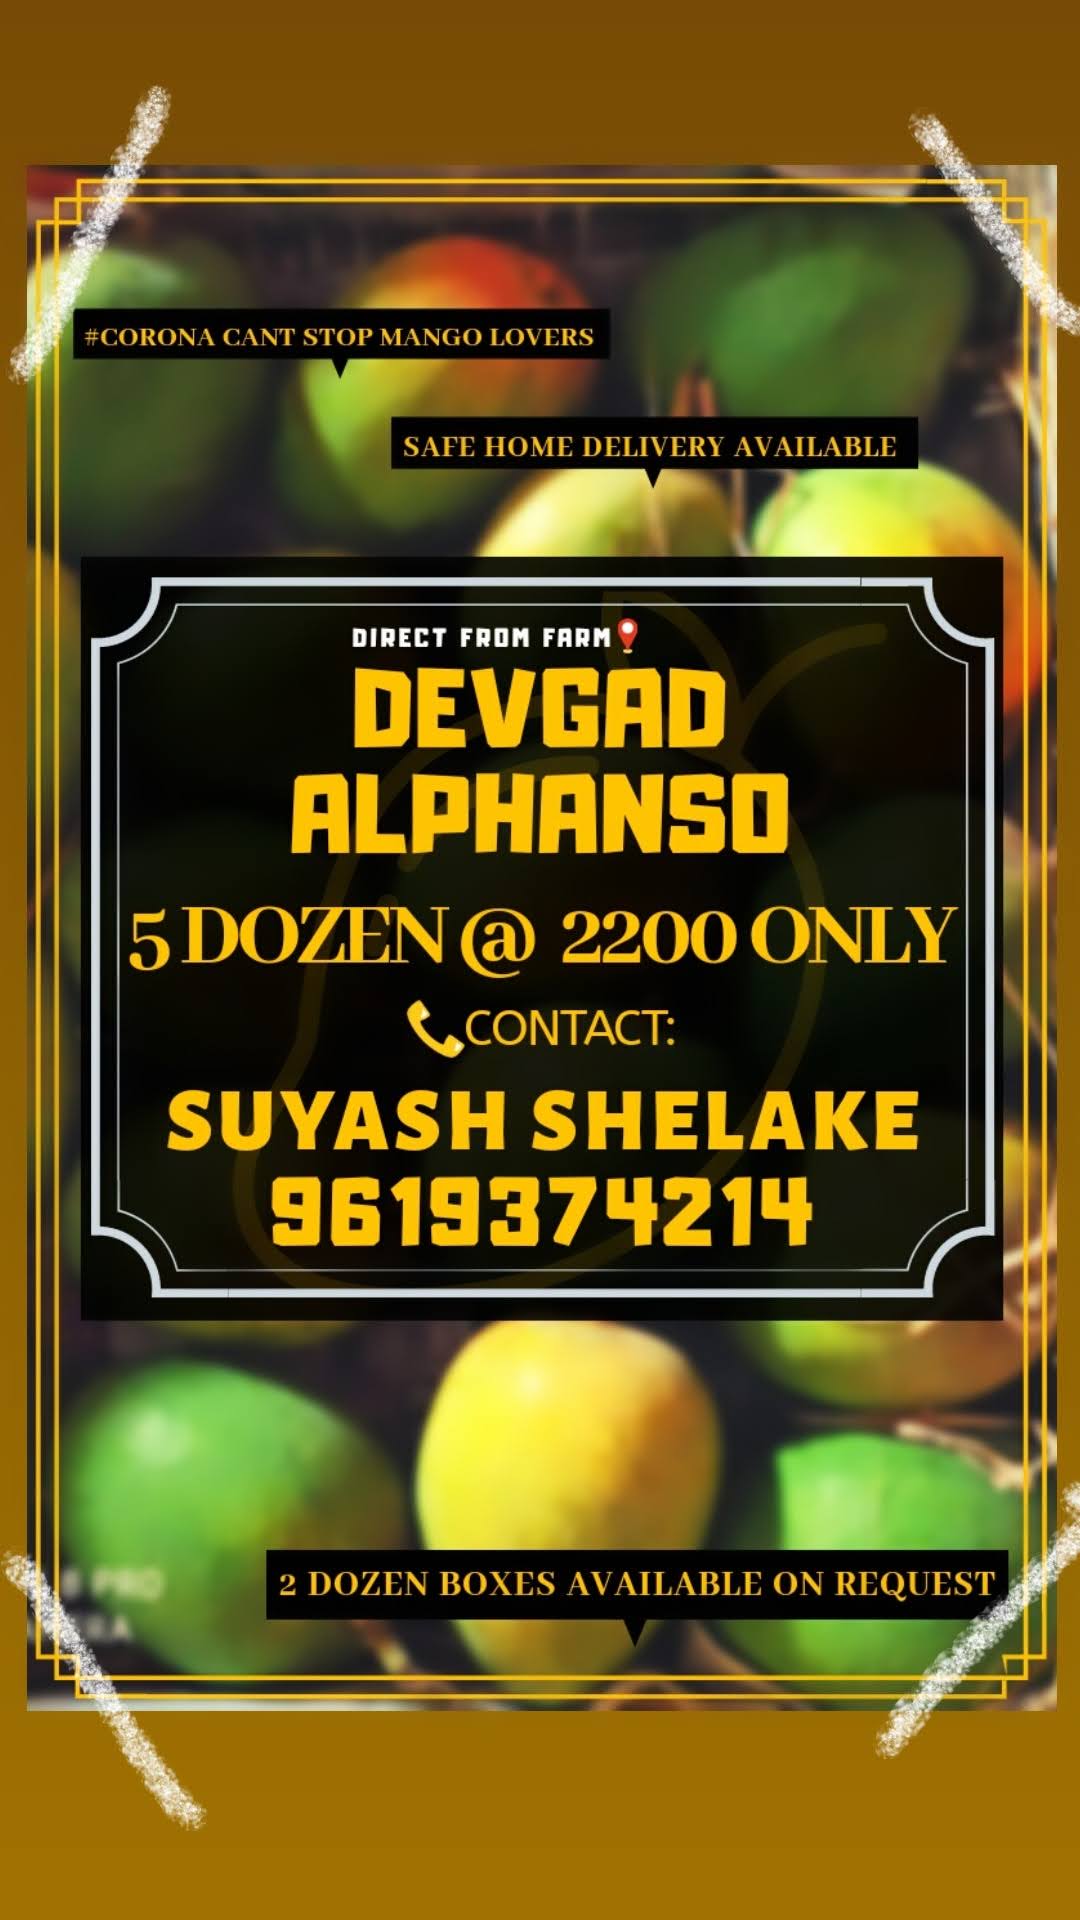 #CORONA CANT STOP MANGO LOVERS
SAFE HOME DELIVERY AVAILABLE
DIRECT FROM FARM📍
DEVGAD
ALPHANSO
5 DOZEN @ 2200 ONLY
📞CONTACT:
SUYASH SHELAKE
9619374214
2 DOZEN BOXES AVAILABLE ON REQUEST